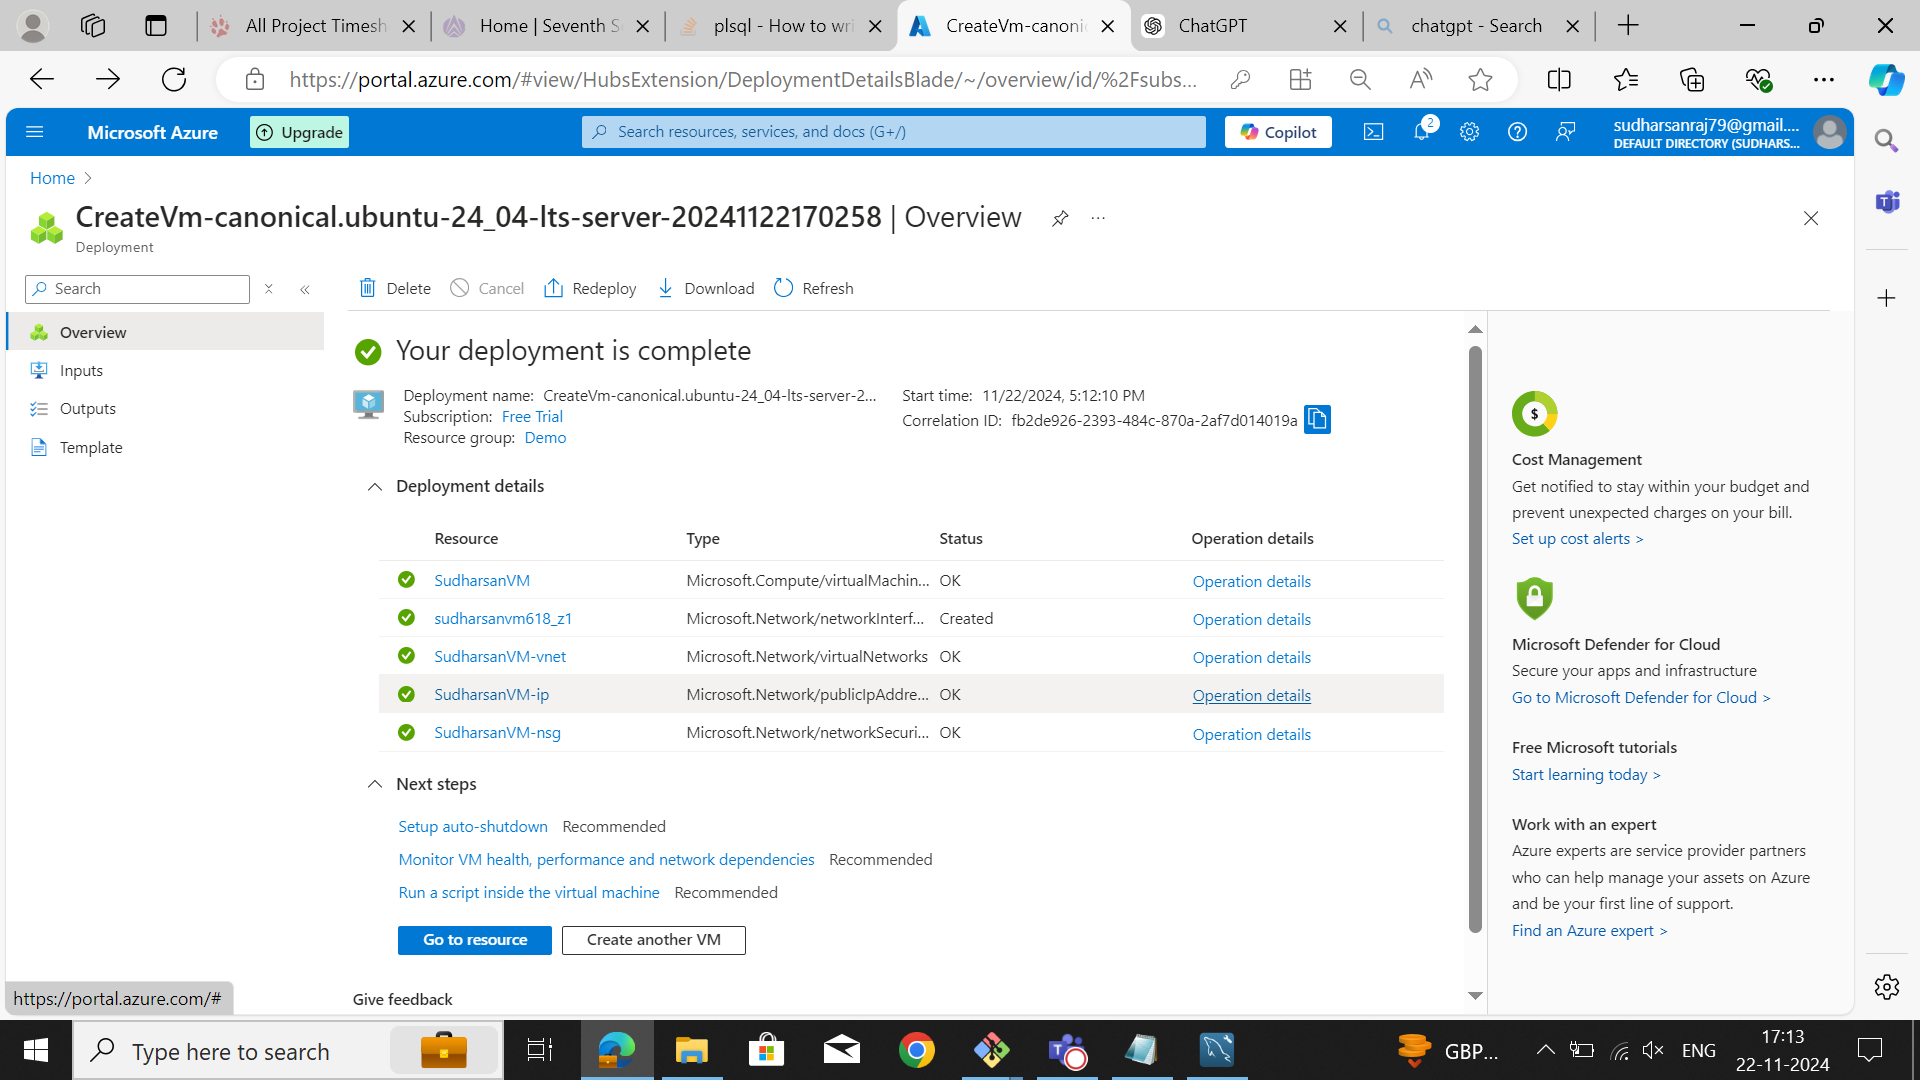 All Project Timesh
Home | Seventh S
plsql - How to wri
CreateVm-canoni
ChatGPT
chatgpt - Search
https://portal.azure.com/#view/HubsExtension/DeploymentDetailsBlade/~/overview/id/%2Fsubs...
Microsoft Azure
Upgrade
Search resources, services, and docs (G+/)
Copilot
2
sudharsanraj79@gmail....
DEFAULT DIRECTORY (SUDHARS...
Home
CreateVm-canonical.ubuntu-24_04-lts-server-20241122170258 | Overview
Deployment
Search
Delete
Cancel
Redeploy
Download
Refresh
Overview
Inputs
Outputs
Template
Your deployment is complete
Deployment name: CreateVm-canonical.ubuntu-24_04-lts-server-2...
Subscription: Free Trial
Resource group: Demo
Start time: 11/22/2024, 5:12:10 PM
Correlation ID: fb2de926-2393-484c-870a-2af7d014019a
Deployment details
Resource Type Status Operation details
SudharsanVM Microsoft.Compute/virtualMachin... OK Operation details
sudharsanvm618_z1 Microsoft.Network/networkInterf... Created Operation details
SudharsanVM-vnet Microsoft.Network/virtualNetworks OK Operation details
SudharsanVM-ip Microsoft.Network/publicIpAddre... OK Operation details
SudharsanVM-nsg Microsoft.Network/networkSecuri... OK Operation details
Next steps
Setup auto-shutdown Recommended
Monitor VM health, performance and network dependencies Recommended
Run a script inside the virtual machine Recommended
Go to resource
Create another VM
Give feedback
$
Cost Management
Get notified to stay within your budget and
prevent unexpected charges on your bill.
Set up cost alerts >
Microsoft Defender for Cloud
Secure your apps and infrastructure
Go to Microsoft Defender for Cloud >
Free Microsoft tutorials
Start learning today >
Work with an expert
Azure experts are service provider partners
who can help manage your assets on Azure
and be your first line of support.
Find an Azure expert >
https://portal.azure.com/#
Type here to search
GBP...
ENG
17:13
22-11-2024